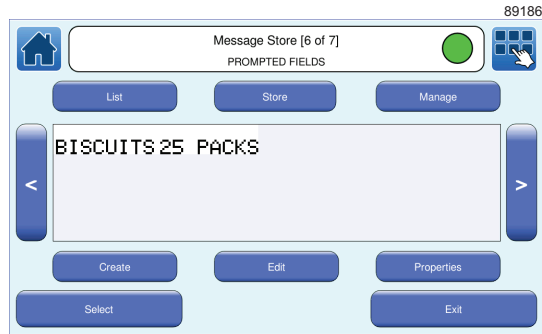 89186
Message Store [6 of 7]
PROMPTED FIELDS
List Store Manage
BISCUITS 25 PACKS
< >
Create Edit Properties
Select Exit